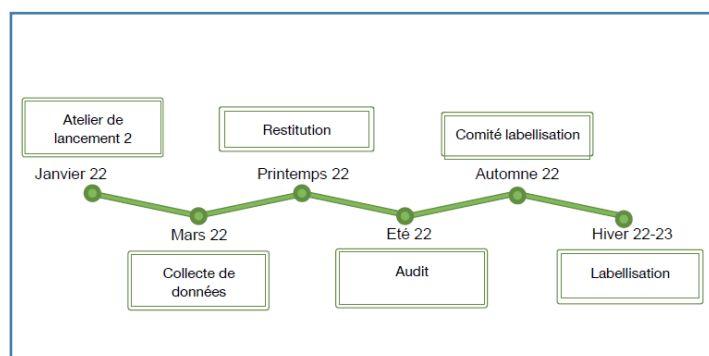 Atelier de
lancement 2
Restitution
Comité labellisation
Janvier 22
Printemps 22
Automne 22
Mars 22
Eté 22
Hiver 22-23
Collecte de
données
Audit
Labellisation